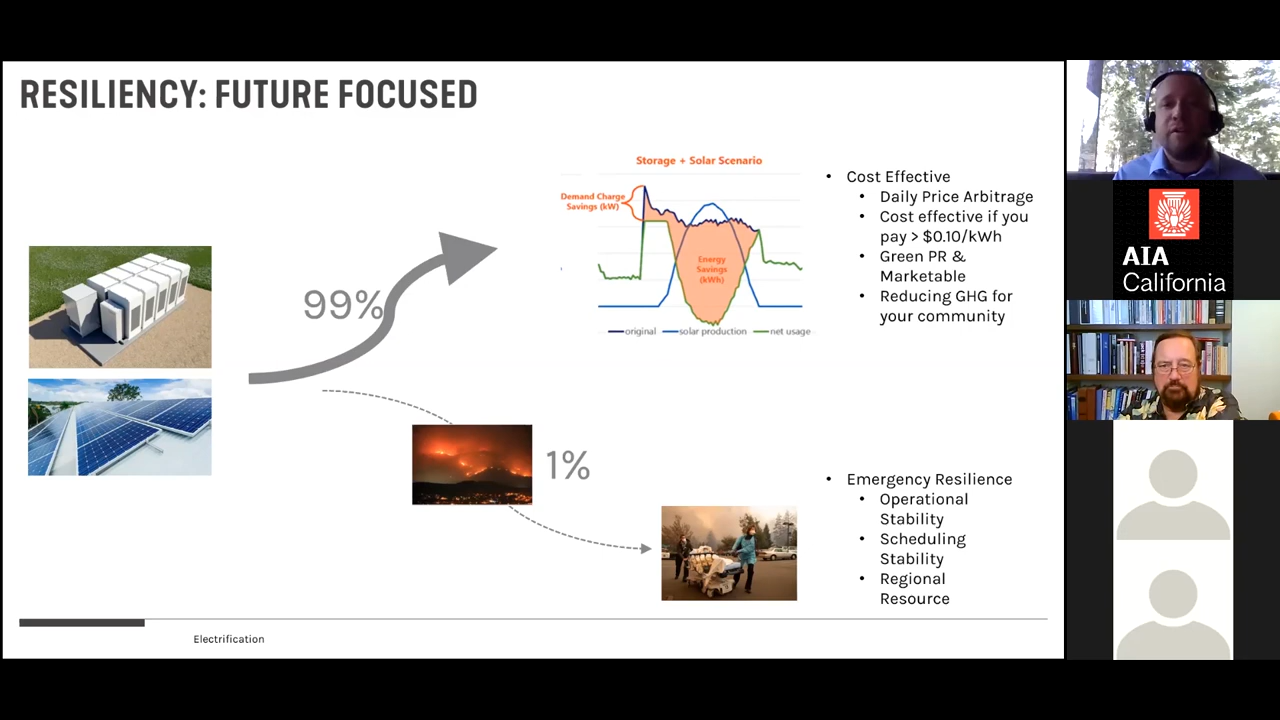 RESILIENCY: FUTURE FOCUSED
99%
1%
Storage + Solar Scenario
Demand Charge
Savings (kW)
Energy
Savings
(kWh)
original
solar production
net usage
• Cost Effective
• Daily Price Arbitrage
• Cost effective if you
pay > $0.10/kWh
• Green PR &
Marketable
• Reducing GHG for
your community
• Emergency Resilience
• Operational
Stability
• Scheduling
Stability
• Regional
Resource
Electrification
AIA
California